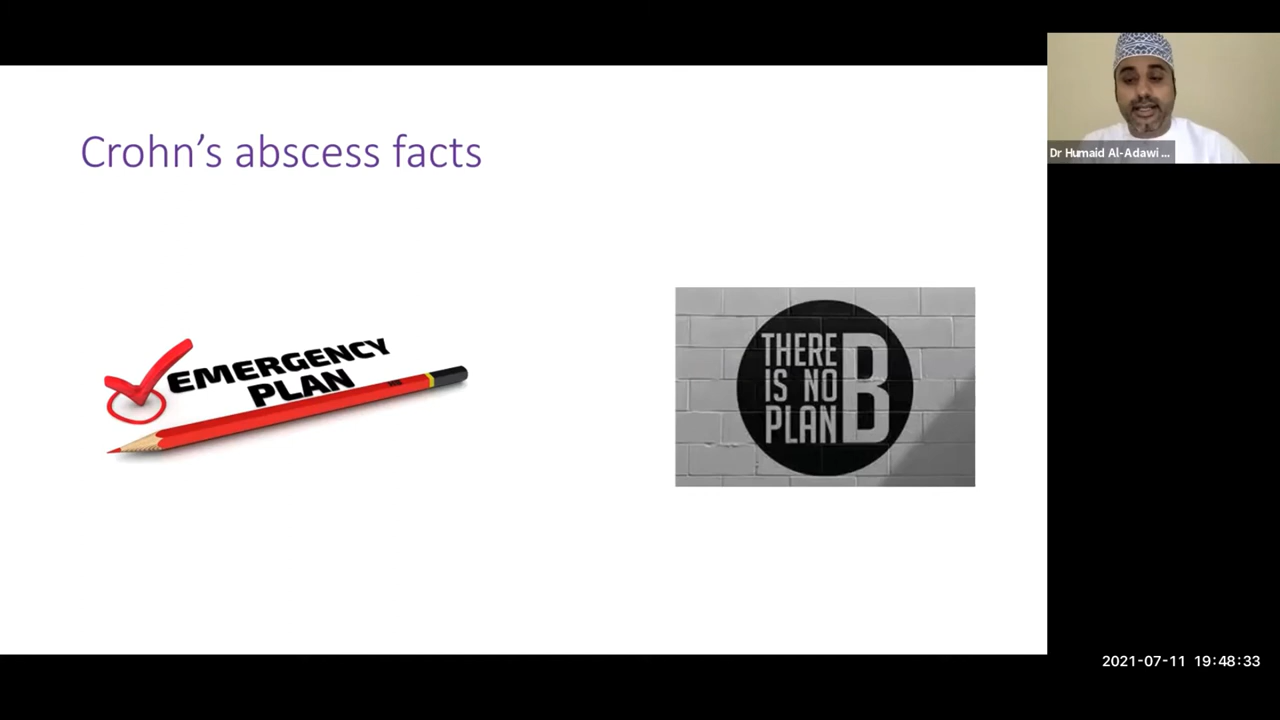 Crohn’s abscess facts
EMERGENCY
PLAN
THERE
IS NO
PLAN
B
Dr Humaid Al-Adawi ...
2021-07-11 19:48:33